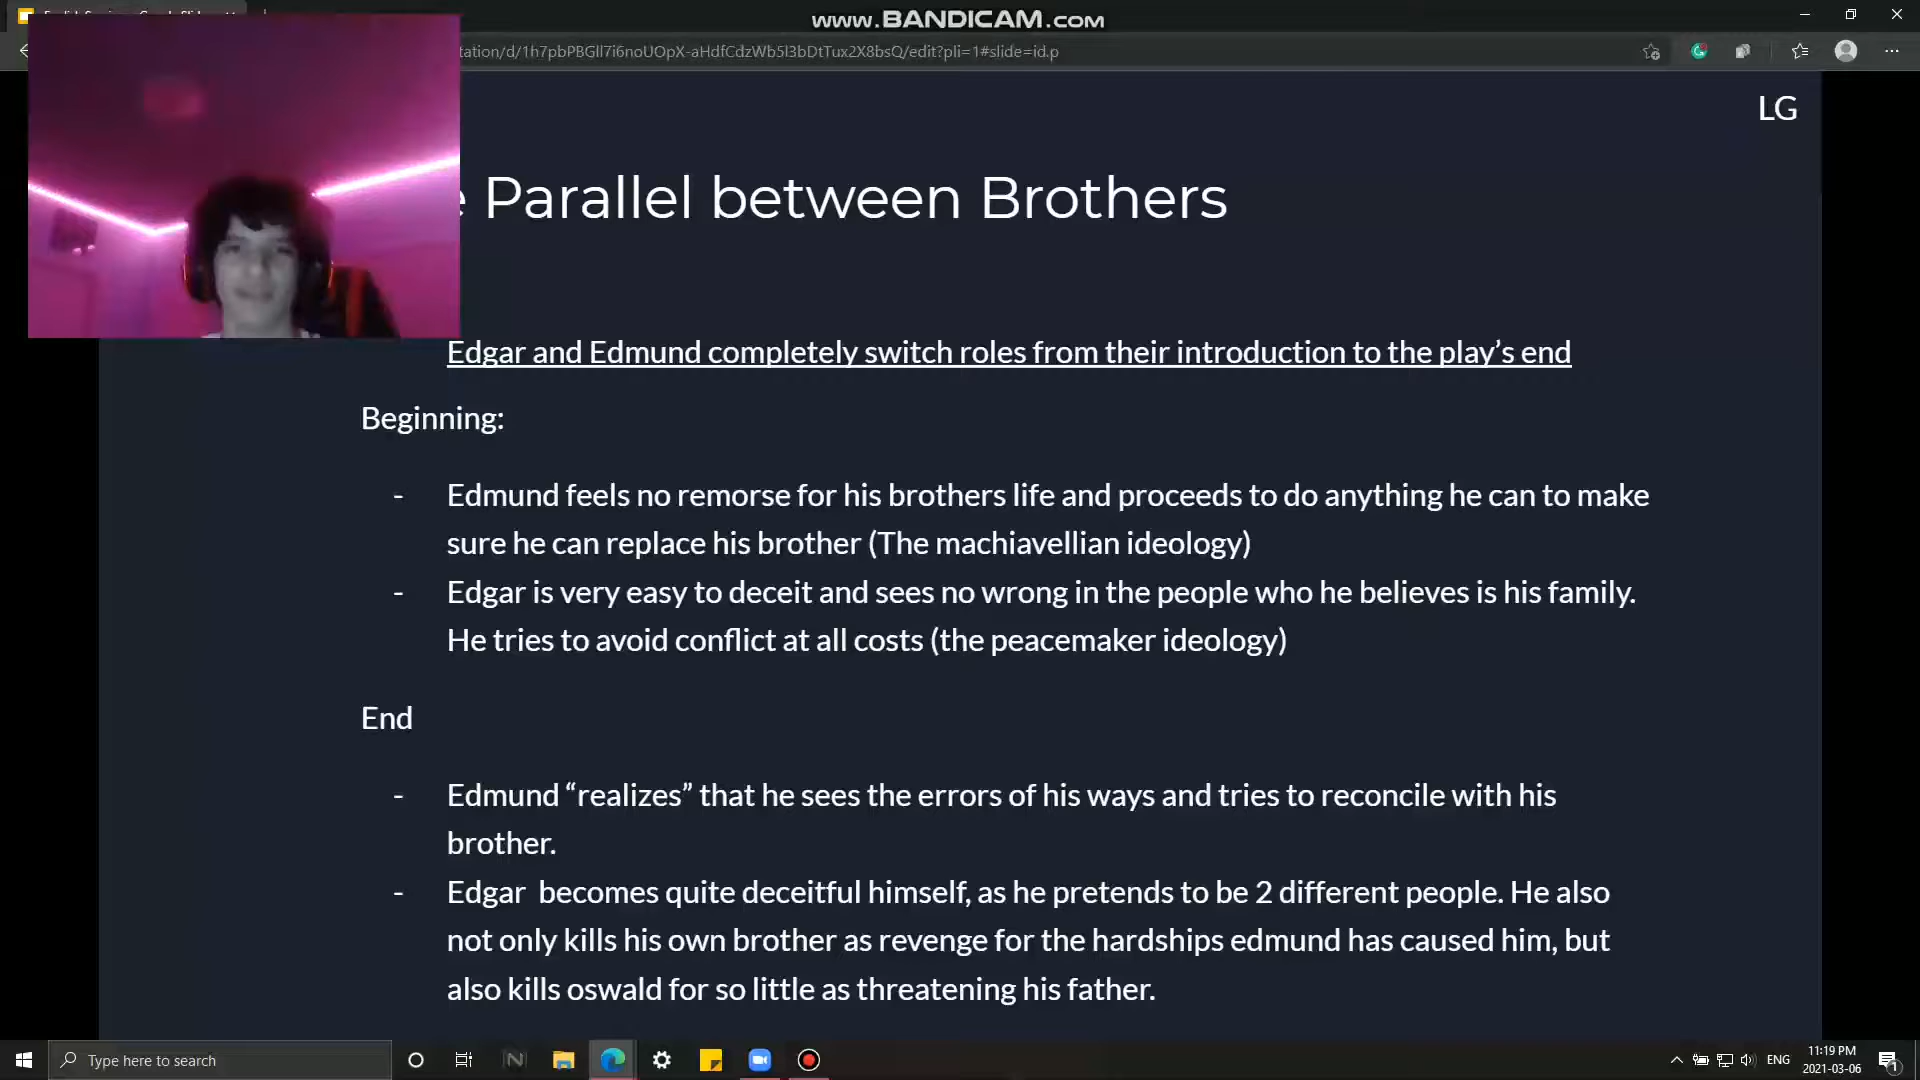 www.BANDICAM.com
tation/d/1h7pbPBGll7i6noUOpX-aHdfCdzWb5l3bDtTux2X8bsQ/edit?pli=1#slide=id.p
LG
Parallel between Brothers
Edgar and Edmund completely switch roles from their introduction to the play’s end
Beginning:
- Edmund feels no remorse for his brothers life and proceeds to do anything he can to make
sure he can replace his brother (The machiavellian ideology)
- Edgar is very easy to deceit and sees no wrong in the people who he believes is his family.
He tries to avoid conflict at all costs (the peacemaker ideology)
End
- Edmund “realizes” that he sees the errors of his ways and tries to reconcile with his
brother.
- Edgar  becomes quite deceitful himself, as he pretends to be 2 different people. He also
not only kills his own brother as revenge for the hardships edmund has caused him, but
also kills oswald for so little as threatening his father.
Type here to search
ENG
11:19 PM
2021-03-06
1